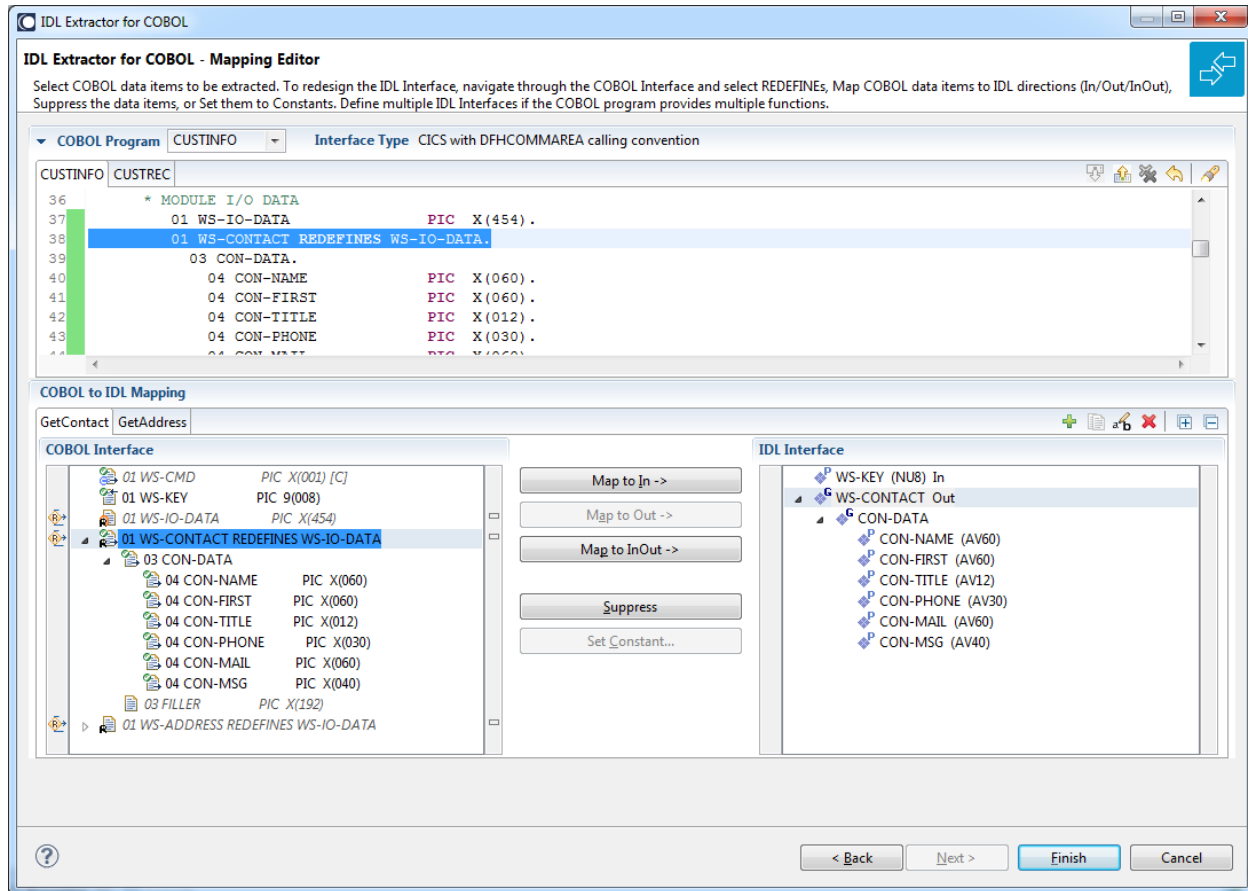 IDL Extractor for COBOL
IDL Extractor for COBOL - Mapping Editor
Select COBOL data items to be extracted. To redesign the IDL Interface, navigate through the COBOL Interface and select REDEFINEs, Map COBOL data items to IDL directions (In/Out/InOut),
Suppress the data items, or Set them to Constants. Define multiple IDL Interfaces if the COBOL program provides multiple functions.
COBOL Program CUSTINFO Interface Type CICS with DFHCOMMAREA calling convention
CUSTINFO CUSTREC
36 * MODULE I/O DATA
37 01 WS-IO-DATA PIC X(454).
38 01 WS-CONTACT REDEFINES WS-IO-DATA.
39 03 CON-DATA.
40 04 CON-NAME PIC X(060).
41 04 CON-FIRST PIC X(060).
42 04 CON-TITLE PIC X(012).
43 04 CON-PHONE PIC X(030).
44 04 CON-MAIL PIC X(060).
COBOL to IDL Mapping
GetContact GetAddress
COBOL Interface
01 WS-CMD PIC X(001) [C]
01 WS-KEY PIC 9(008)
01 WS-IO-DATA PIC X(454)
01 WS-CONTACT REDEFINES WS-IO-DATA
03 CON-DATA
04 CON-NAME PIC X(060)
04 CON-FIRST PIC X(060)
04 CON-TITLE PIC X(012)
04 CON-PHONE PIC X(030)
04 CON-MAIL PIC X(060)
04 CON-MSG PIC X(040)
03 FILLER PIC X(192)
01 WS-ADDRESS REDEFINES WS-IO-DATA
Map to In ->
Map to Out ->
Map to InOut ->
Suppress
Set Constant...
IDL Interface
WS-KEY (NU8) In
WS-CONTACT Out
CON-DATA
CON-NAME (AV60)
CON-FIRST (AV60)
CON-TITLE (AV12)
CON-PHONE (AV30)
CON-MAIL (AV60)
CON-MSG (AV40)
< Back Next > Finish Cancel